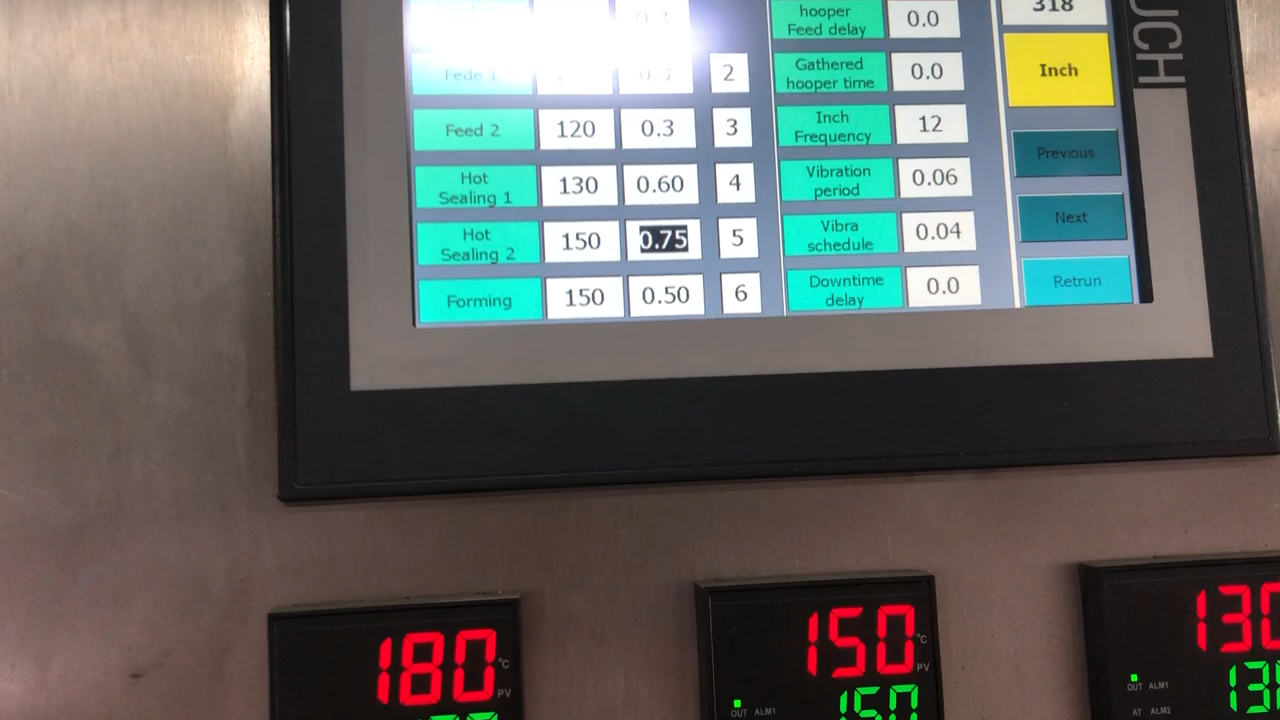 hooper
Feed delay
0.0
318
Fede 1
0.3
2
Gathered
hooper time
0.0
Inch
Feed 2
120
0.3
3
Inch
Frequency
12
Previous
Hot
Sealing 1
130
0.60
4
Vibration
period
0.06
Hot
Sealing 2
150
0.75
5
Vibra
schedule
0.04
Next
Forming
150
0.50
6
Downtime
delay
0.0
Retrun
180
°C
PV
150
°C
PV
OUT ALM1
150
130
OUT ALM1
AT ALM2